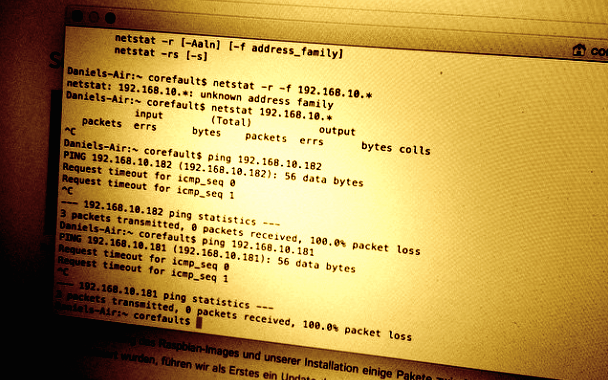 netstat -r [-Aaln] [-f address_family]
netstat -rs [-s]
Daniels-Air:~ corefault$ netstat -r -f 192.168.10.*
netstat: 192.168.10.*: unknown address family
Daniels-Air:~ corefault$ netstat 192.168.10.*
input (Total) output
packets errs bytes packets errs bytes colls
^C
Daniels-Air:~ corefault$ ping 192.168.10.182
PING 192.168.10.182 (192.168.10.182): 56 data bytes
Request timeout for icmp_seq 0
Request timeout for icmp_seq 1
^C
--- 192.168.10.182 ping statistics ---
3 packets transmitted, 0 packets received, 100.0% packet loss
Daniels-Air:~ corefault$ ping 192.168.10.181
PING 192.168.10.181 (192.168.10.181): 56 data bytes
Request timeout for icmp_seq 0
Request timeout for icmp_seq 1
^C
--- 192.168.10.181 ping statistics ---
3 packets transmitted, 0 packets received, 100.0% packet loss
Daniels-Air:~ corefault$
des Raspbian-Images und unserer Installation einige Pakete
wurden, führen wir als Erstes ein Update